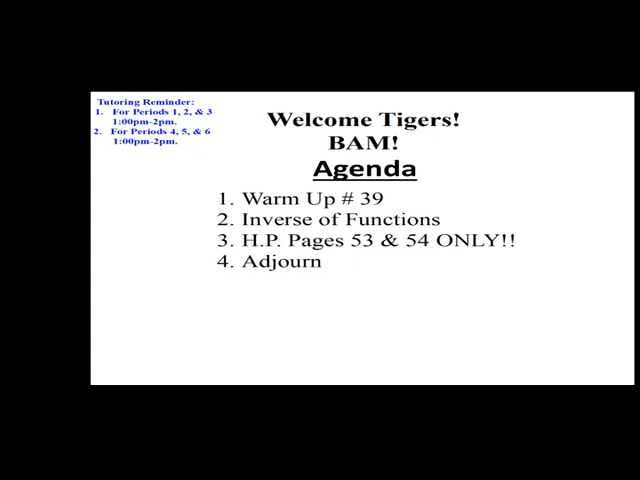 Tutoring Reminder:
1. For Periods 1, 2, & 3
1:00pm-2pm.
2. For Periods 4, 5, & 6
1:00pm-2pm.
Welcome Tigers!
BAM!
Agenda
1. Warm Up # 39
2. Inverse of Functions
3. H.P. Pages 53 & 54 ONLY!!
4. Adjourn